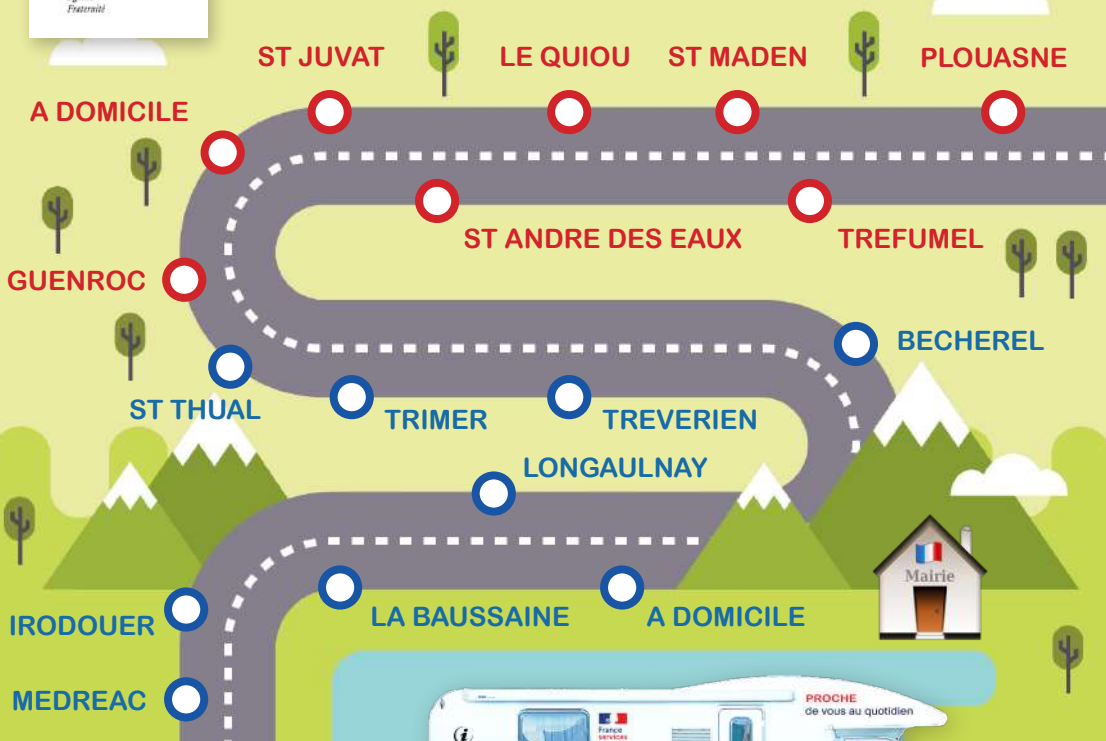 Fraternité
ST JUVAT
LE QUIOU
ST MADEN
PLOUASNE
A DOMICILE
ST ANDRE DES EAUX
TREFUMEL
GUENROC
BECHEREL
ST THUAL
TRIMER
TREVERIEN
LONGAULNAY
Mairie
IRODOUER
LA BAUSSAINE
A DOMICILE
MEDREAC
PROCHE
de vous au quotidien
i
France
services